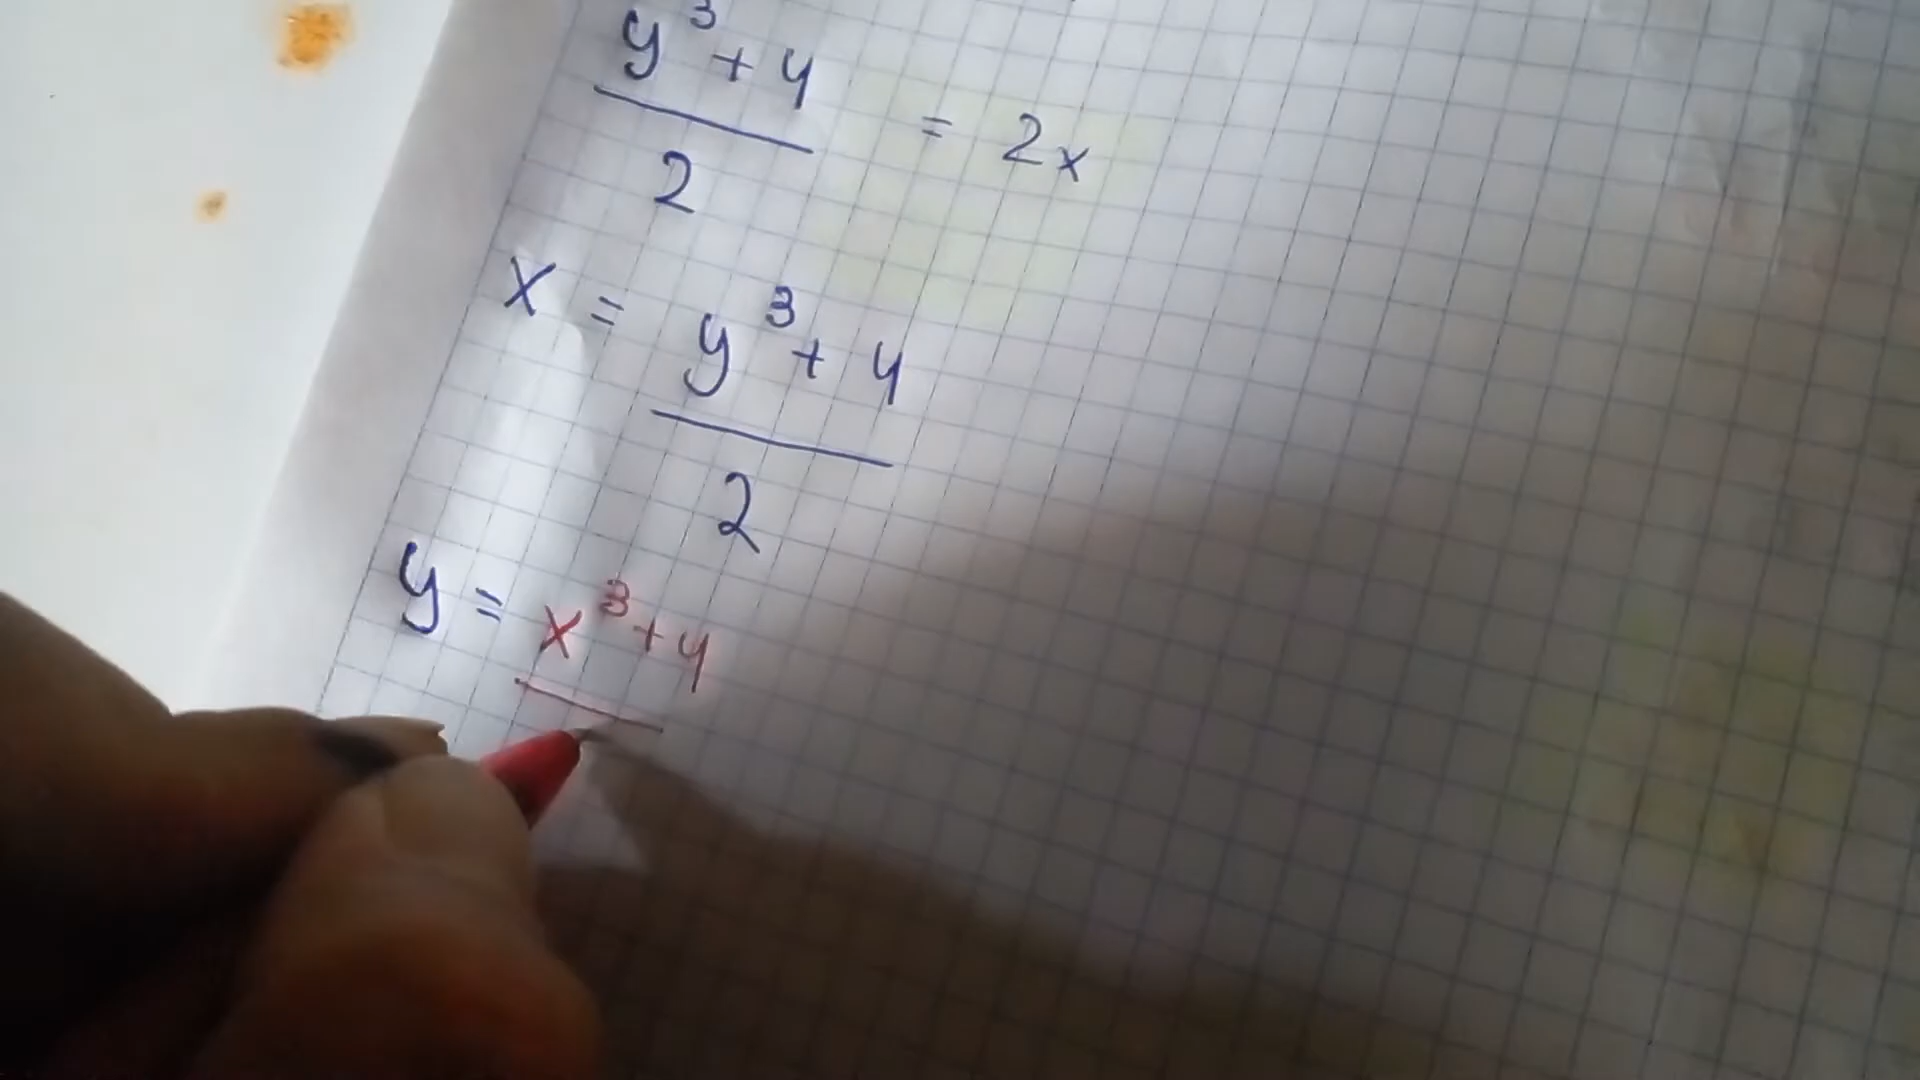 y³+4/2 = 2x
x = y³+4/2
y = x³+4